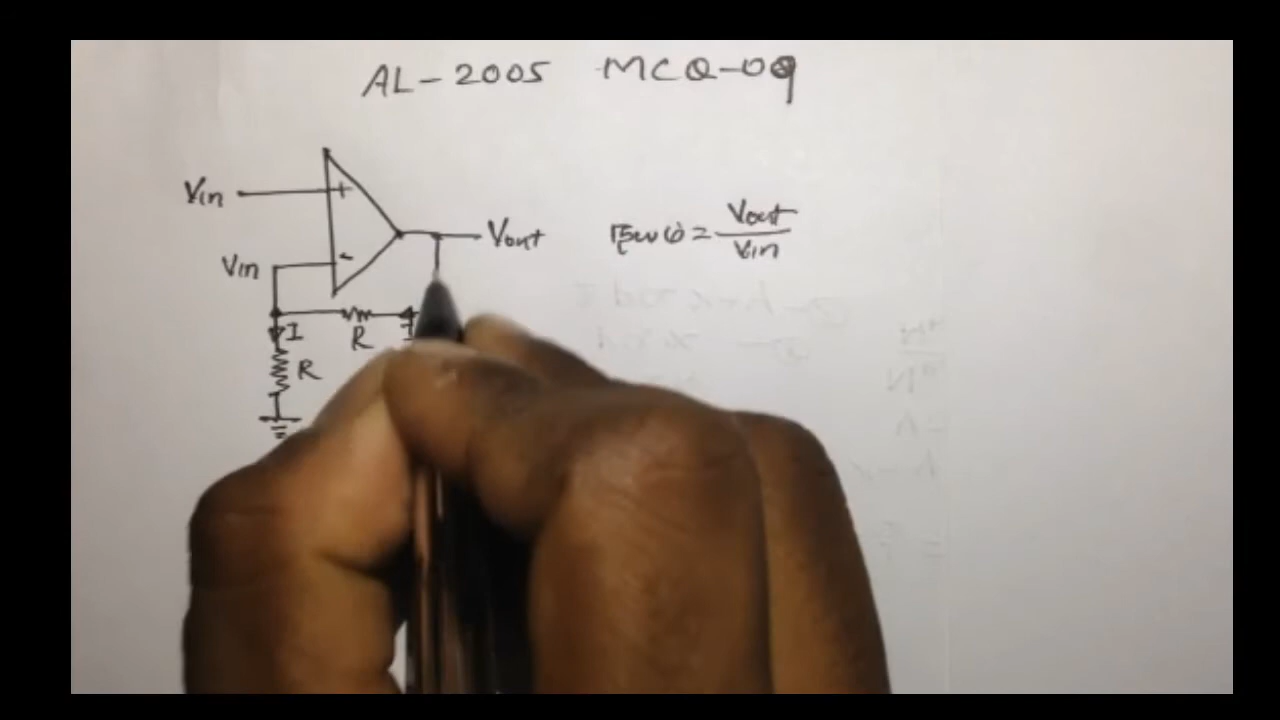 AL-2005 MCQ-09
Vin
+
Vout
= Vout
Vin
Vin
-
I
R
I
R